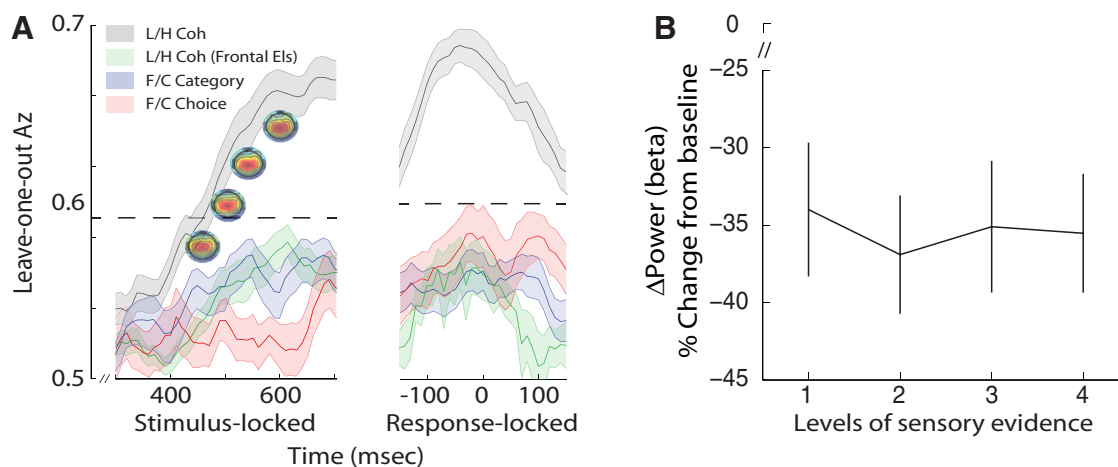 A
0.7
0.6
0.5
Leave-one-out Az
L/H Coh
L/H Coh (Frontal Els)
F/C Category
F/C Choice
//
400
600
Stimulus-locked
-100
0
100
Response-locked
Time (msec)
B
0
//
−25
−30
−35
−40
−45
ΔPower (beta)
% Change from baseline
1
2
3
4
Levels of sensory evidence